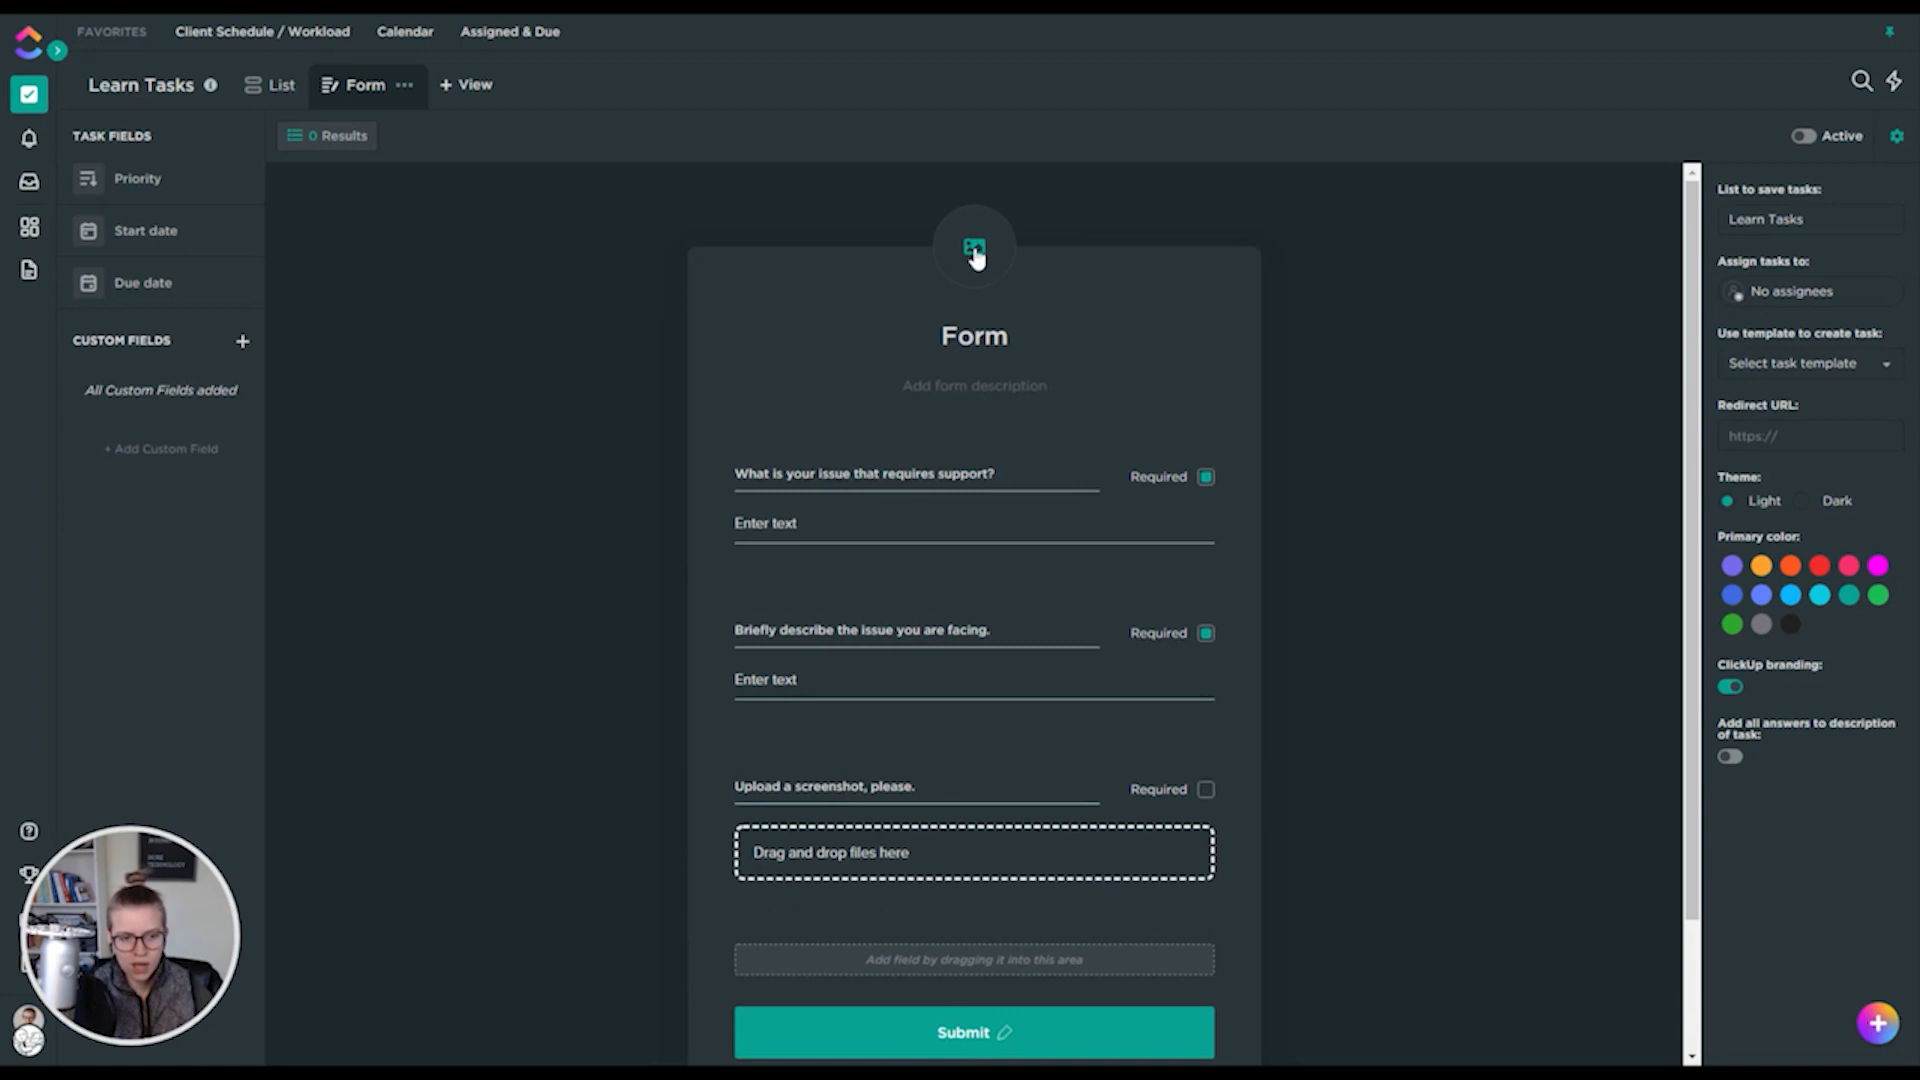 FAVORITES
Client Schedule / Workload
Calendar
Assigned & Due
Learn Tasks
List
Form
+ View
TASK FIELDS
Priority
Start date
Due date
CUSTOM FIELDS
+
All Custom Fields added
+ Add Custom Field
0 Results
Active
Form
Add form description
What is your issue that requires support?
Required
Enter text
Briefly describe the issue you are facing.
Required
Enter text
Upload a screenshot, please.
Required
Drag and drop files here
Add field by dragging it into this area
Submit
List to save tasks:
Learn Tasks
Assign tasks to:
No assignees
Use template to create task:
Select task template
Redirect URL:
https://
Theme:
Light
Dark
Primary color:
ClickUp branding:
Add all answers to description
of task: